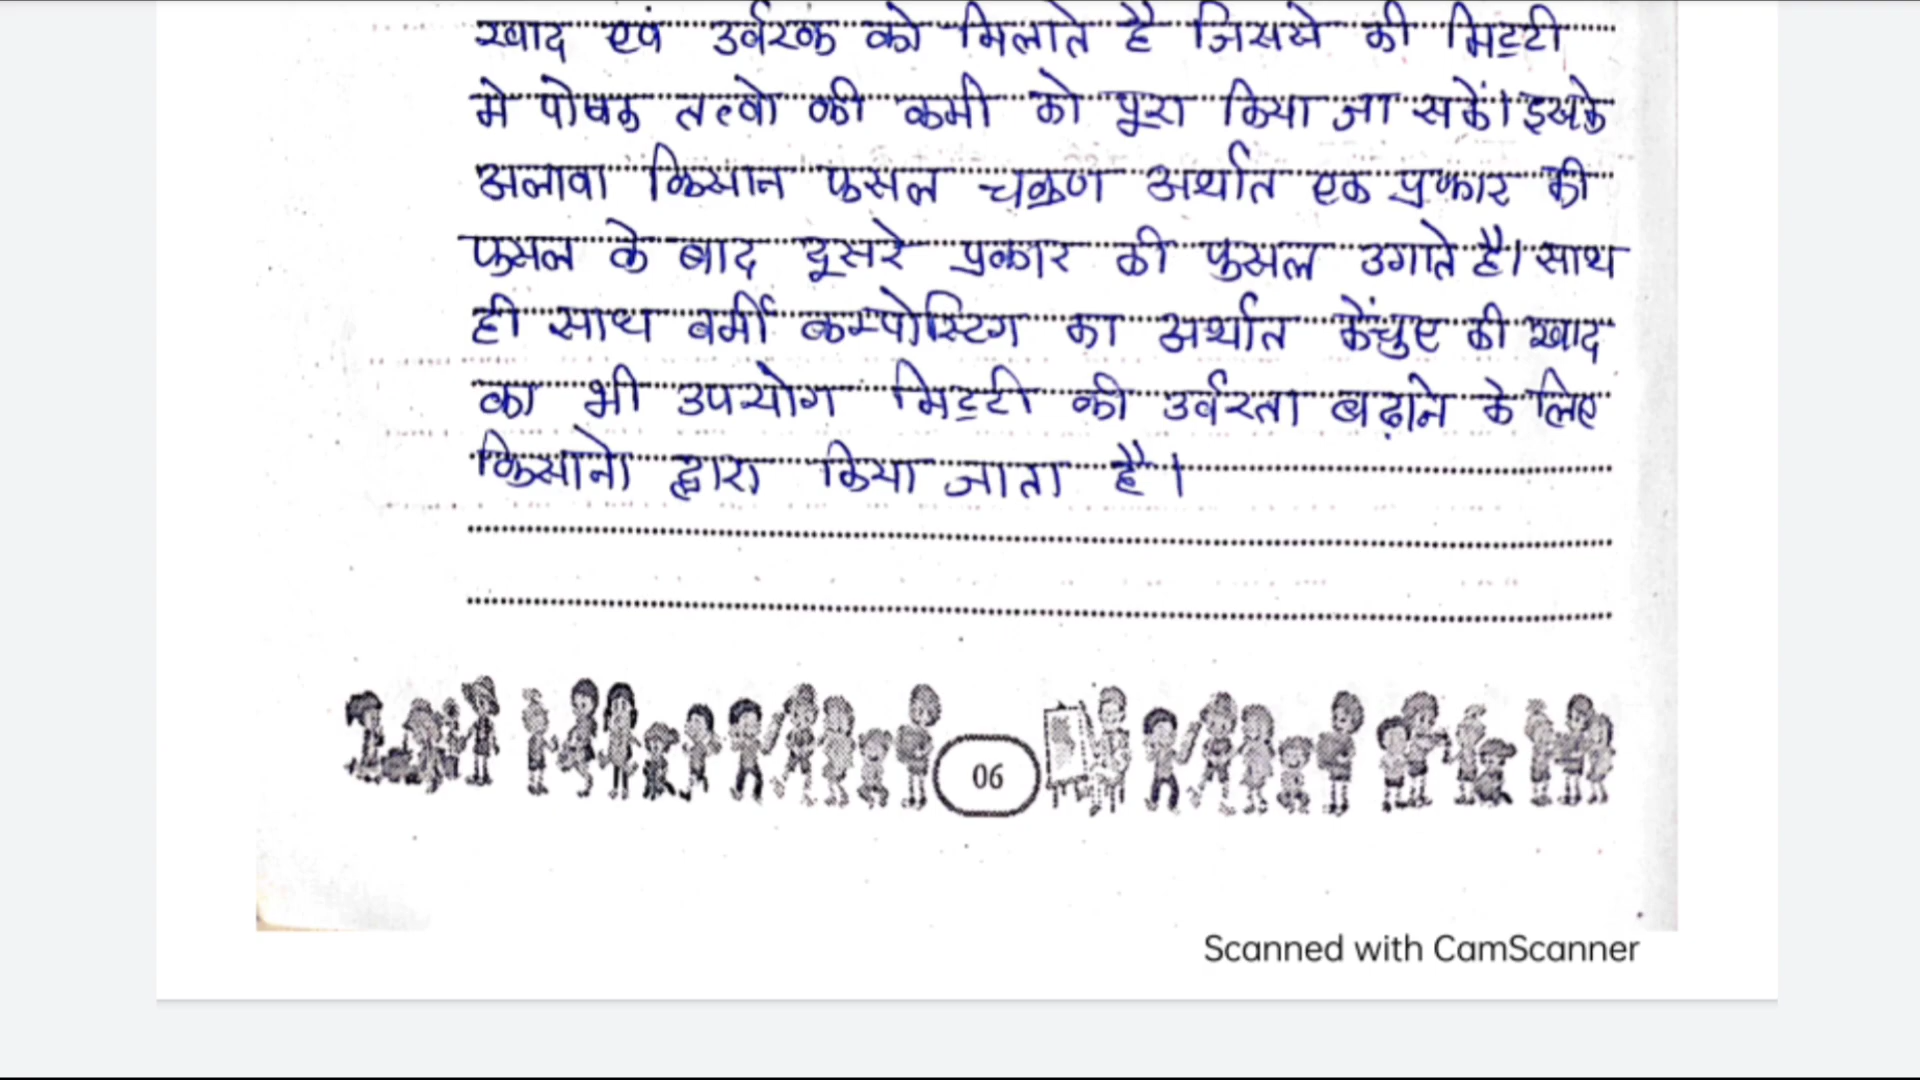 खाद एवं उर्वरक को मिलाते है जिससे की मिट्टी
मे पोषक तत्वो की कमी को पूरा किया जा सकें। इसके
अलावा किसान फसल चक्रण अर्थात एक प्रकार की
फसल के बाद दूसरे प्रकार की फसल उगाते है। साथ
ही साथ वर्मी कम्पोस्टिग का अर्थात केंचुए की खाद
का भी उपयोग मिट्टी की उर्वरता बढ़ाने के लिए
किसानो द्वारा किया जाता है।
06
Scanned with CamScanner